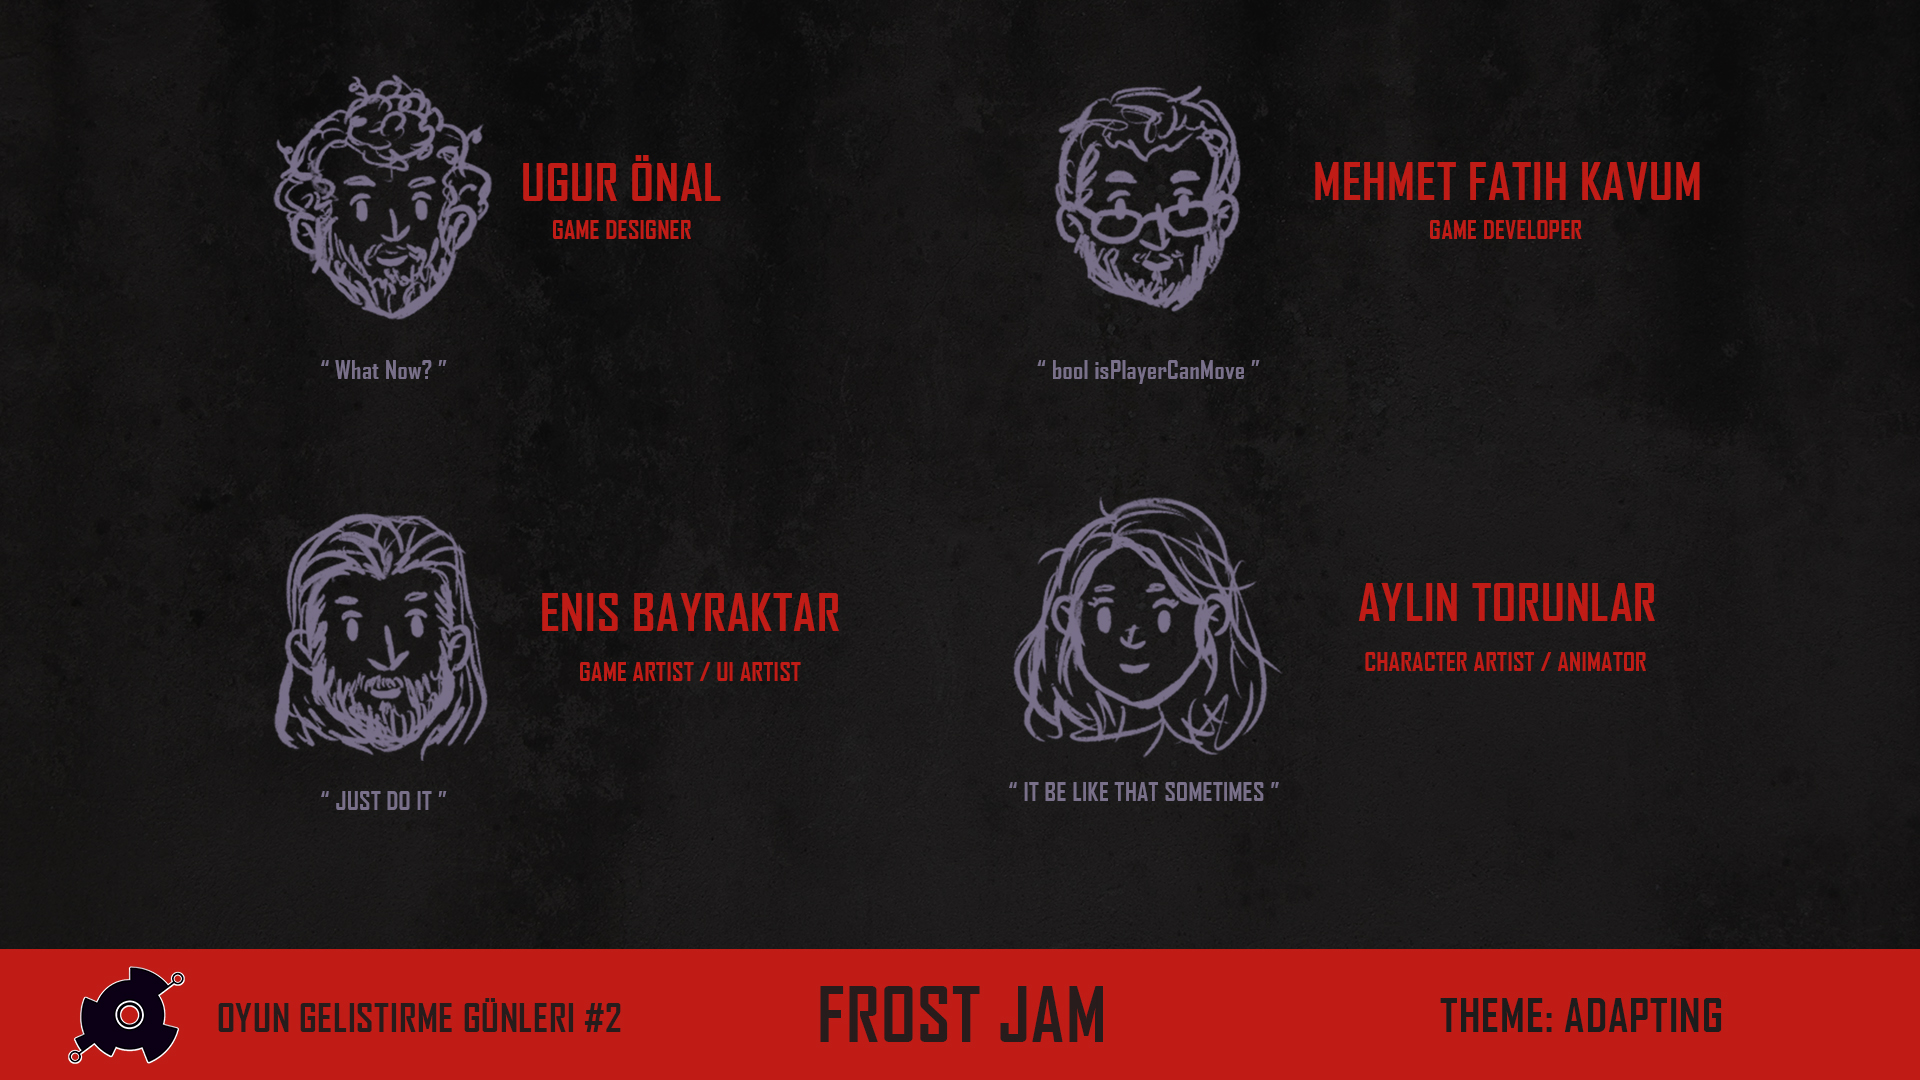 UGUR ÖNAL
GAME DESIGNER
“ What Now? ”
MEHMET FATIH KAVUM
GAME DEVELOPER
“ bool isPlayerCanMove ”
ENIS BAYRAKTAR
GAME ARTIST / UI ARTIST
“ JUST DO IT ”
AYLIN TORUNLAR
CHARACTER ARTIST / ANIMATOR
“ IT BE LIKE THAT SOMETIMES ”
OYUN GELISTIRME GÜNLERI #2
FROST JAM
THEME: ADAPTING